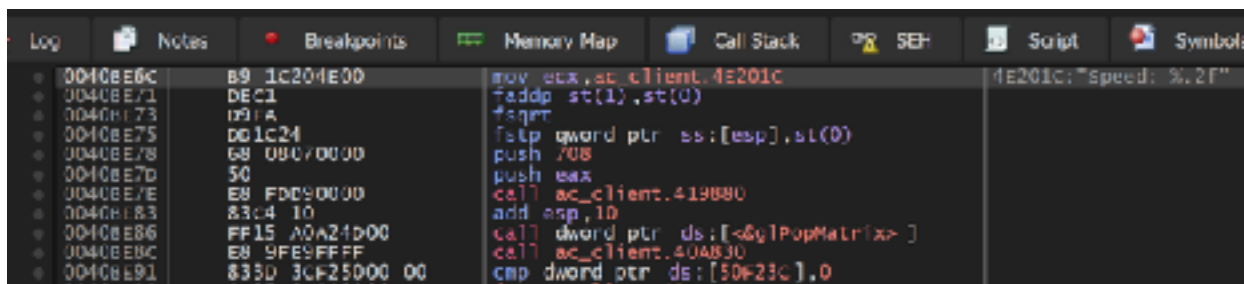 Log Notes Breakpoints Memory Map Call Stack SEH Script Symbols
0040BE6C B9 1C204E00 mov ecx,ac_client.4E201C 4E201C:"Speed: %.2f"
0040BE71 DEC1 faddp st(1),st(0)
0040BE73 D9FA fsqrt
0040BE75 DD1C24 fstp qword ptr ss:[esp],st(0)
0040BE78 68 08070000 push 708
0040BE7D 50 push eax
0040BE7E E8 FDD90000 call ac_client.419880
0040BE83 83C4 10 add esp,10
0040BE86 FF15 A0A24D00 call dword ptr ds:[<&glPopMatrix>]
0040BE8C E8 9FE9FFFF call ac_client.40A830
0040BE91 833D 3CF25000 00 cmp dword ptr ds:[50F23C],0